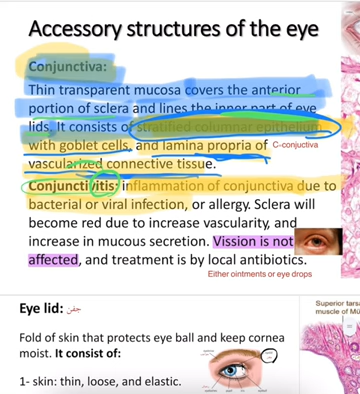 Accessory structures of the eye
Conjunctiva:
Thin transparent mucosa covers the anterior
portion of sclera and lines the inner part of eye
lids. It consists of stratified columnar epithelium
with goblet cells, and lamina propria of C-conjuctiva
vascularized connective tissue.
Conjunctivitis: inflammation of conjunctiva due to
bacterial or viral infection, or allergy. Sclera will
become red due to increase vascularity, and
increase in mucous secretion. Vission is not
affected, and treatment is by local antibiotics.
Either ointments or eye drops
Eye lid: جفن
Fold of skin that protects eye ball and keep cornea
moist. It consist of:
1- skin: thin, loose, and elastic.
Superior tarsa
muscle of Mü